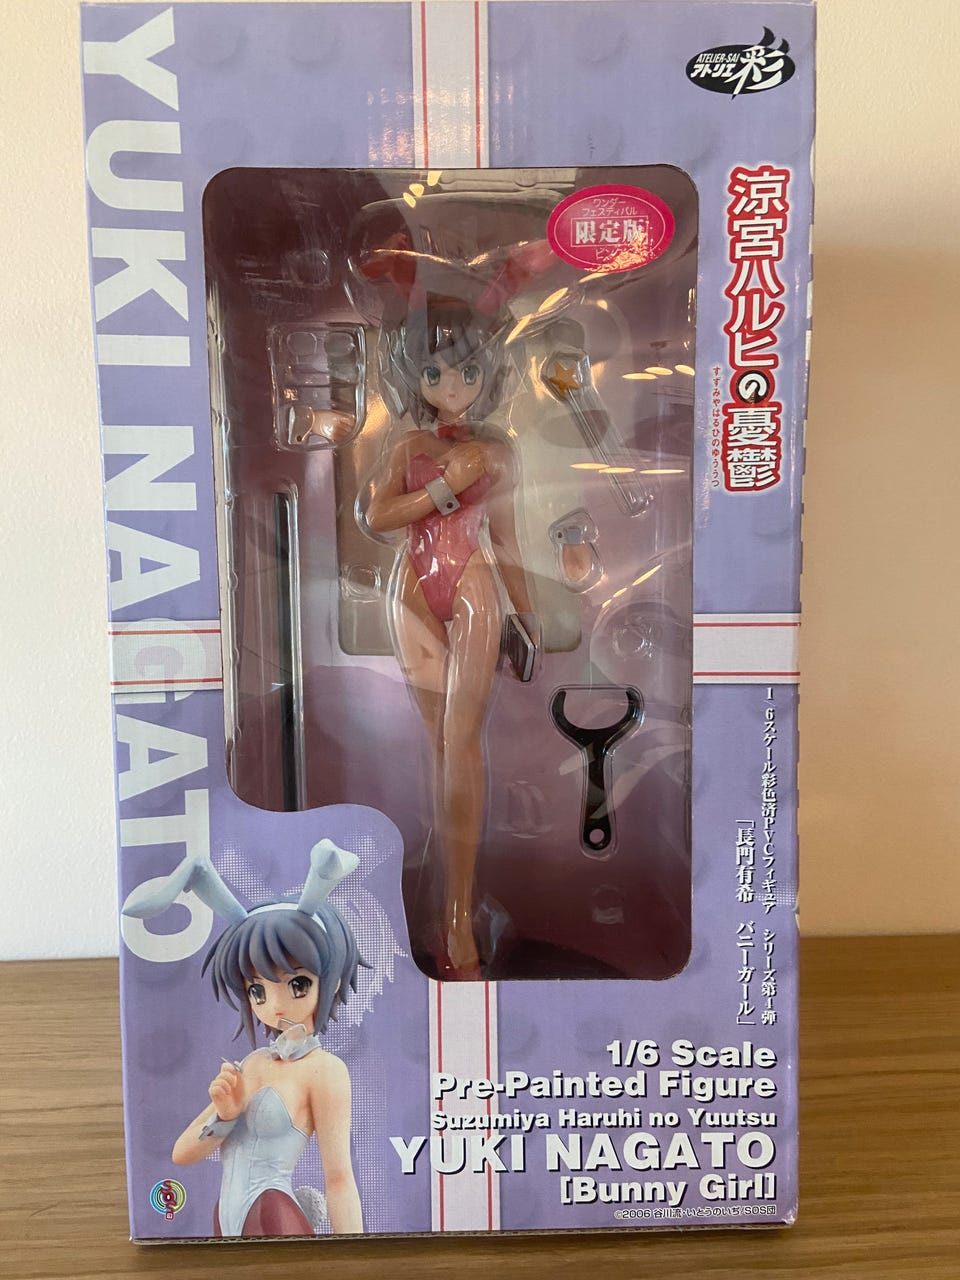 YUKI NAGATO
ATELIER-SAI
アトリエ彩
ワンダー
フェスティバル
限定版
涼宮ハルヒの憂鬱
すずみやはるひのゆううつ
1/6スケール彩色済PVCフィギュア シリーズ第4弾
「長門有希 バニーガール」
1/6 Scale
Pre-Painted Figure
Suzumiya Haruhi no Yuutsu
YUKI NAGATO
[Bunny Girl]
©2006 谷川流・いとうのいぢ/SOS団